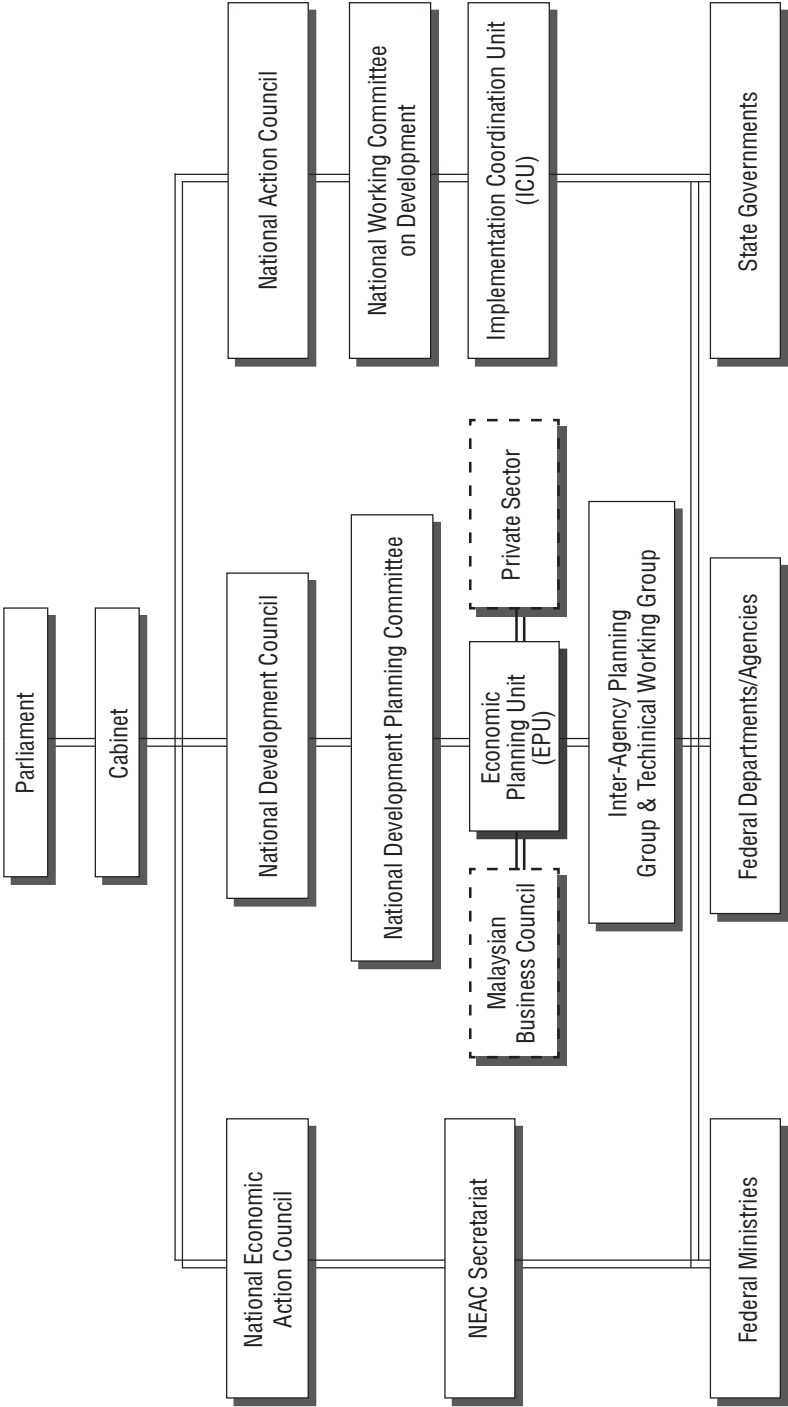 Parliament
Cabinet
National Economic
Action Council
National Development Council
National Action Council
National Development Planning Committee
National Working Committee
on Development
NEAC Secretariat
Malaysian
Business Council
Economic
Planning Unit
(EPU)
Private Sector
Implementation Coordination Unit
(ICU)
Inter-Agency Planning
Group & Techinical Working Group
Federal Ministries
Federal Departments/Agencies
State Governments